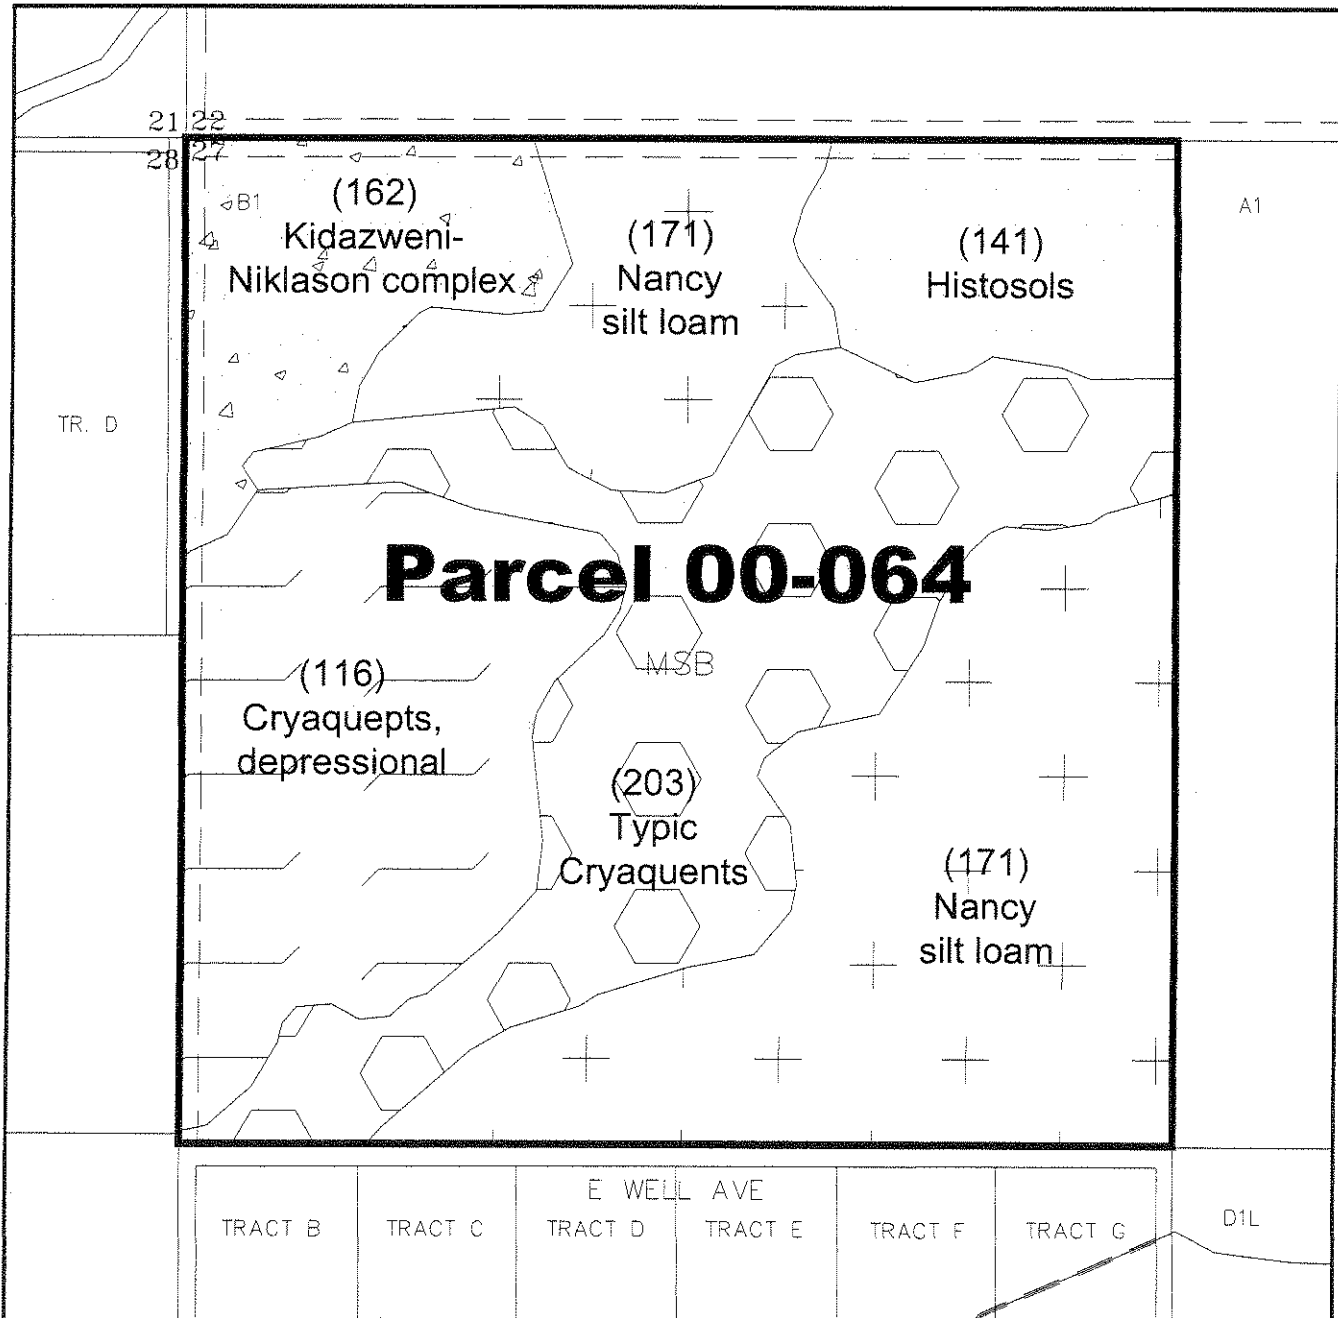 21 22
28 27
B1
(162)
Kidazweni-
Niklason complex
(171)
Nancy
silt loam
(141)
Histosols
A1
TR. D
Parcel 00-064
MSB
(116)
Cryaquepts,
depressional
(203)
Typic
Cryaquents
(171)
Nancy
silt loam
E WELL AVE
TRACT B
TRACT C
TRACT D
TRACT E
TRACT F
TRACT G
D1L